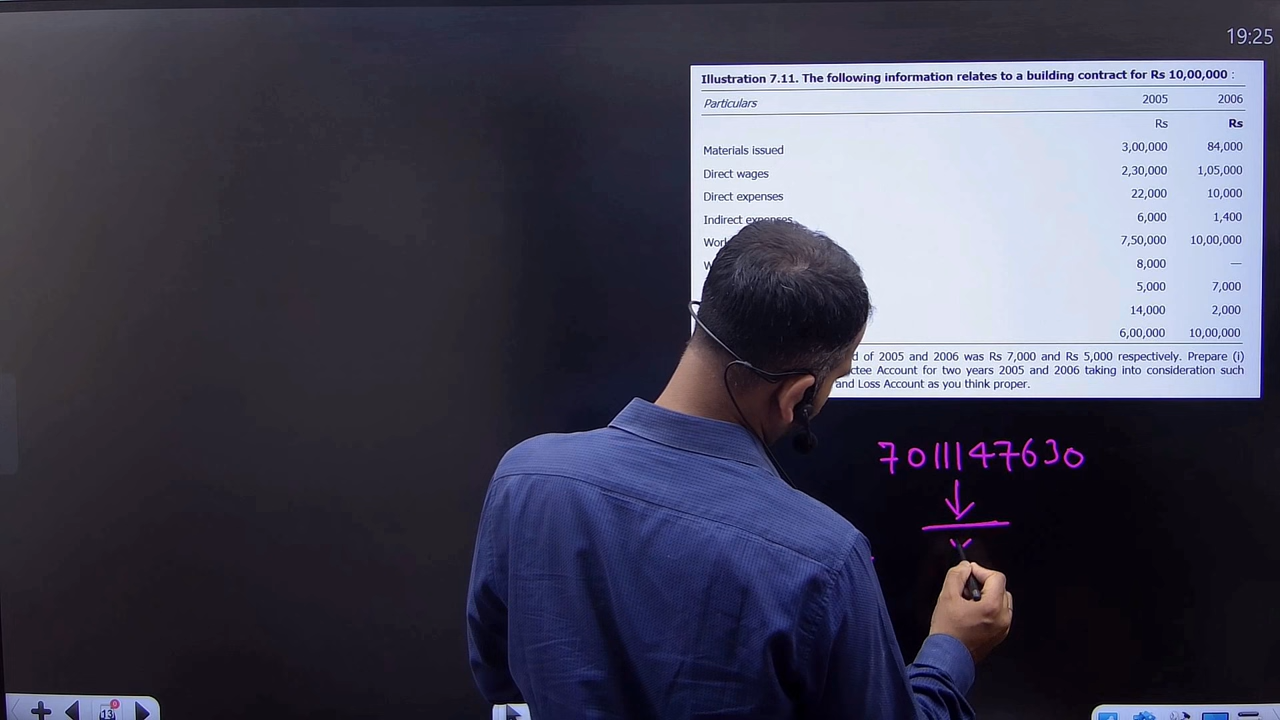 19:25
Illustration 7.11. The following information relates to a building contract for Rs 10,00,000 :
Particulars 2005 2006
Rs Rs
Materials issued 3,00,000 84,000
Direct wages 2,30,000 1,05,000
Direct expenses 22,000 10,000
Indirect expenses 6,000 1,400
7,50,000 10,00,000
8,000 —
5,000 7,000
14,000 2,000
6,00,000 10,00,000
of 2005 and 2006 was Rs 7,000 and Rs 5,000 respectively. Prepare (i)
Account for two years 2005 and 2006 taking into consideration such
and Loss Account as you think proper.
7011147630
13